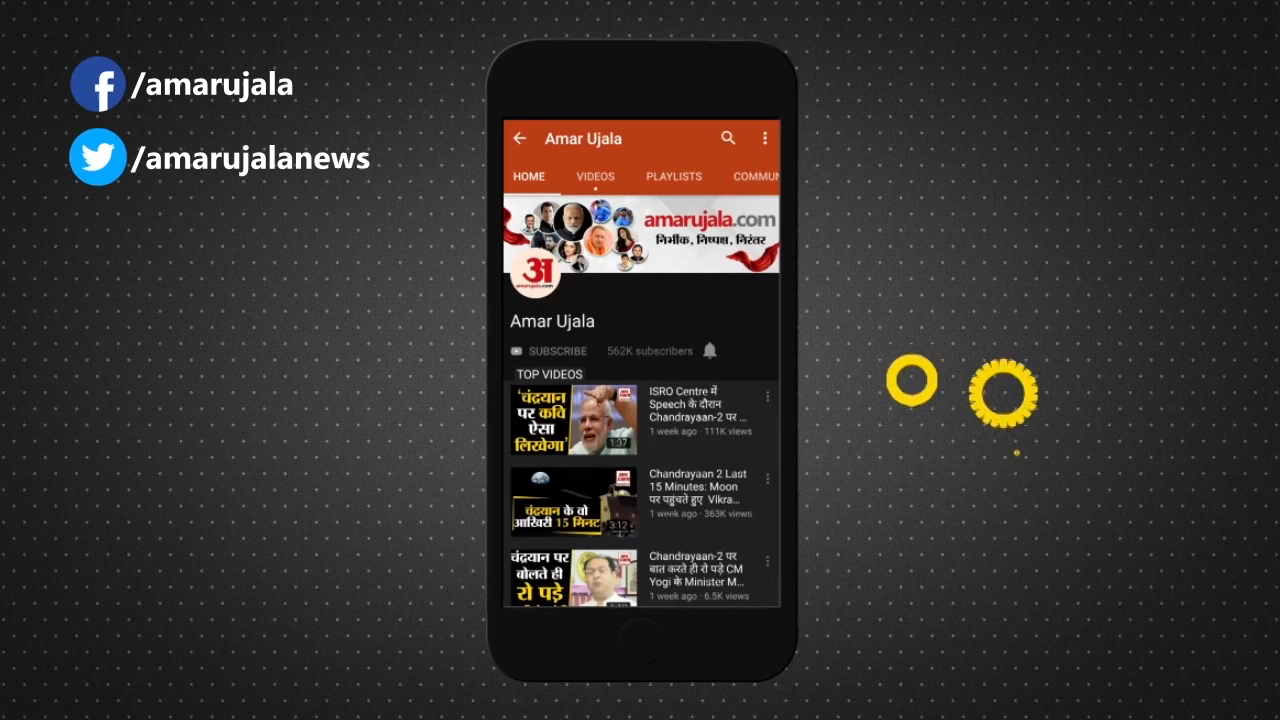 /amarujala
/amarujalanews
Amar Ujala
HOME VIDEOS PLAYLISTS COMMUN
amarujala.com
निर्भीक, निष्पक्ष, निरंतर
अ
amarujala.com
Amar Ujala
SUBSCRIBE 562K subscribers
TOP VIDEOS
'चंद्रयान
पर कवि
ऐसा
लिखेगा'
1:37
ISRO Centre में
Speech के दौरान
Chandrayaan-2 पर ...
1 week ago · 111K views
चंद्रयान के वो
आखिरी 15 मिनट
3:12
Chandrayaan 2 Last
15 Minutes: Moon
पर पहुंचते हुए Vikra...
1 week ago · 363K views
चंद्रयान पर
बोलते ही
रो पड़े
Chandrayaan-2 पर
बात करते ही रो पड़े CM
Yogi के Minister M...
1 week ago · 6.5K views